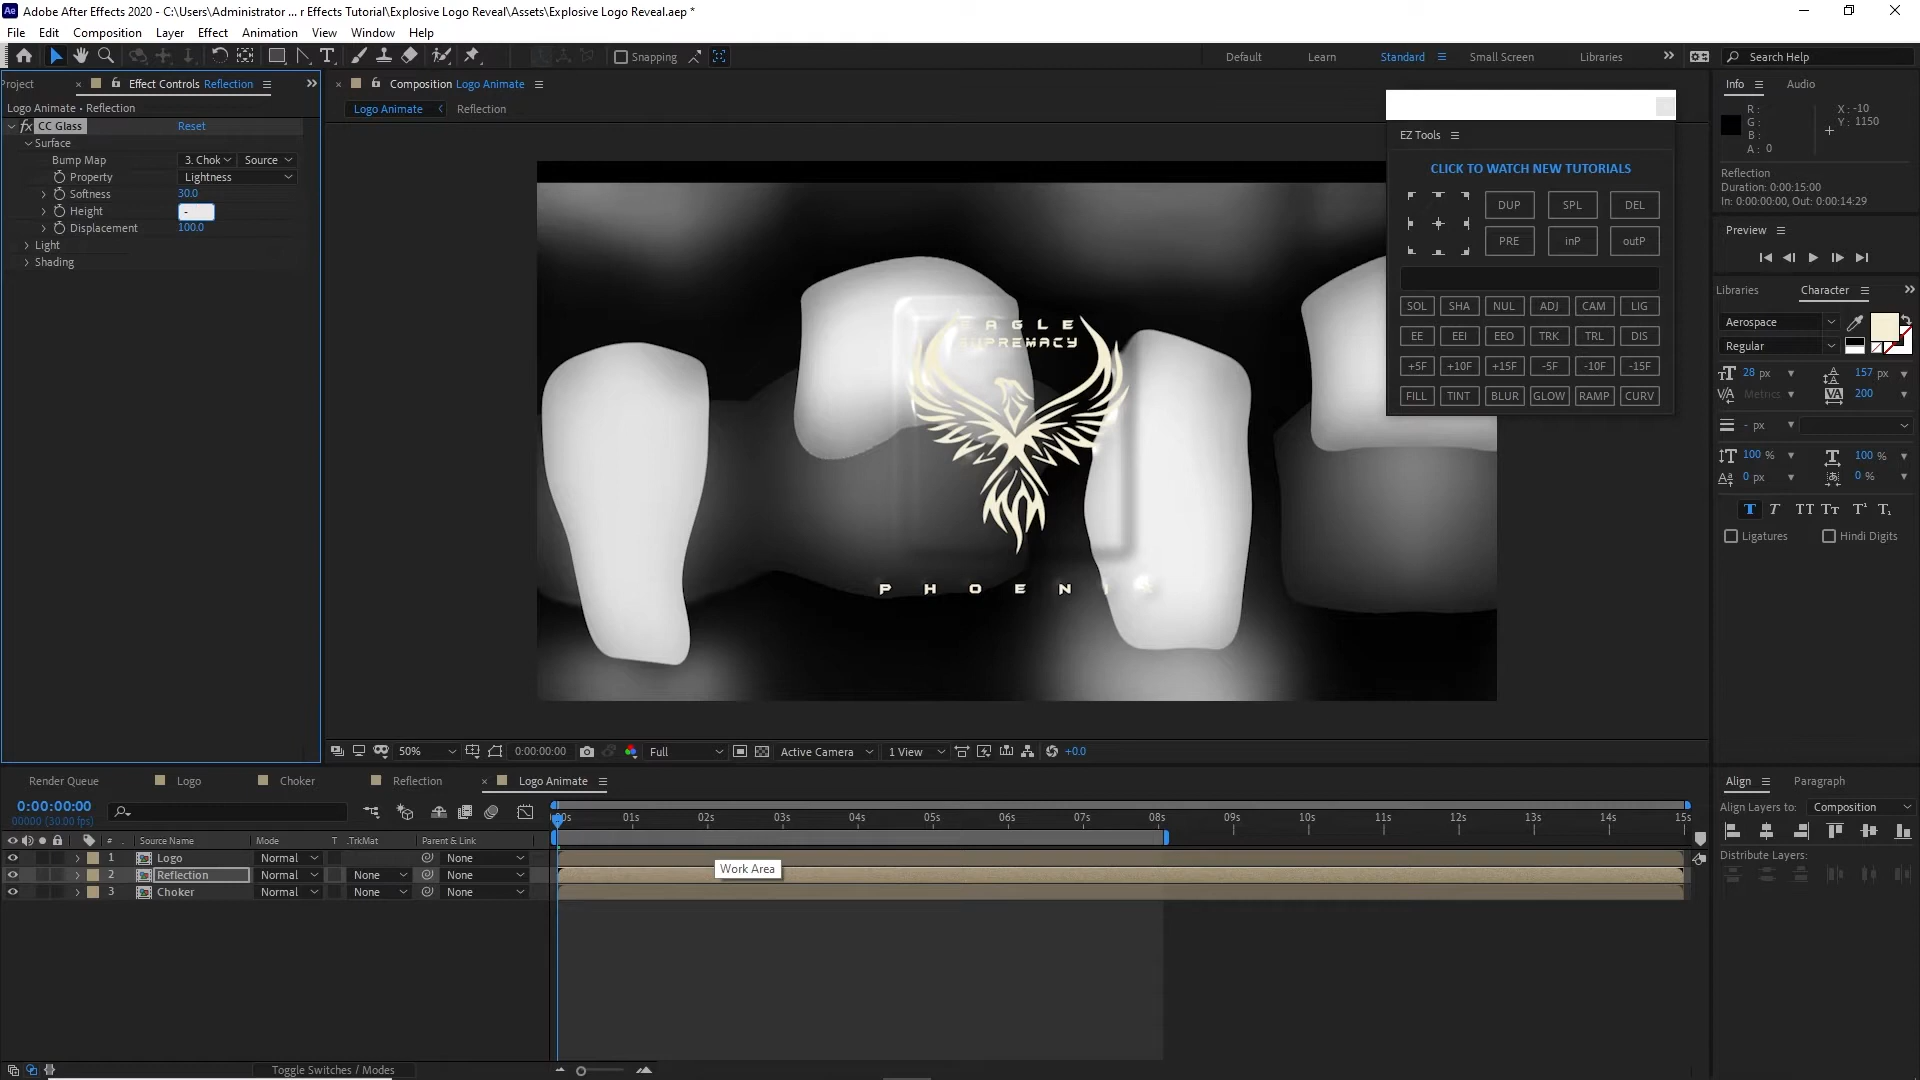 Ae Adobe After Effects 2020 - C:\Users\Administrator ... r Effects Tutorial\Explosive Logo Reveal\Assets\Explosive Logo Reveal.aep *
File Edit Composition Layer Effect Animation View Window Help
Snapping Default Learn Standard Small Screen Libraries Search Help
Project Effect Controls Reflection Composition Logo Animate Info Audio
Logo Animate • Reflection
Logo Animate Reflection
fx CC Glass Reset
Surface
Bump Map 3. Chok Source
Property Lightness
Softness 30.0
Height -
Displacement 100.0
Light
Shading
EAGLE
SUPREMACY
PHOENIX
EZ Tools
CLICK TO WATCH NEW TUTORIALS
DUP SPL DEL
PRE inP outP
SOL SHA NUL ADJ CAM LIG
EE EEI EEO TRK TRL DIS
+5F +10F +15F -5F -10F -15F
FILL TINT BLUR GLOW RAMP CURV
R : X : -10
G : Y : 1150
B :
A : 0
Reflection
Duration: 0:00:15:00
In: 0:00:00:00, Out: 0:00:14:29
Preview
Libraries Character
Aerospace
Regular
28 px 157 px
Metrics 200
- px
100 % 100 %
0 px 0 %
T T TT Tt T¹ T₁
Ligatures Hindi Digits
50% 0:00:00:00 Full Active Camera 1 View +0.0
Render Queue Logo Choker Reflection Logo Animate
0:00:00:00
00000 (30.00 fps)
:00s 01s 02s 03s 04s 05s 06s 07s 08s 09s 10s 11s 12s 13s 14s 15s
# Source Name Mode T .TrkMat Parent & Link
1 Logo Normal None
2 Reflection Normal None None
3 Choker Normal None None
Work Area
Toggle Switches / Modes
Align Paragraph
Align Layers to: Composition
Distribute Layers: